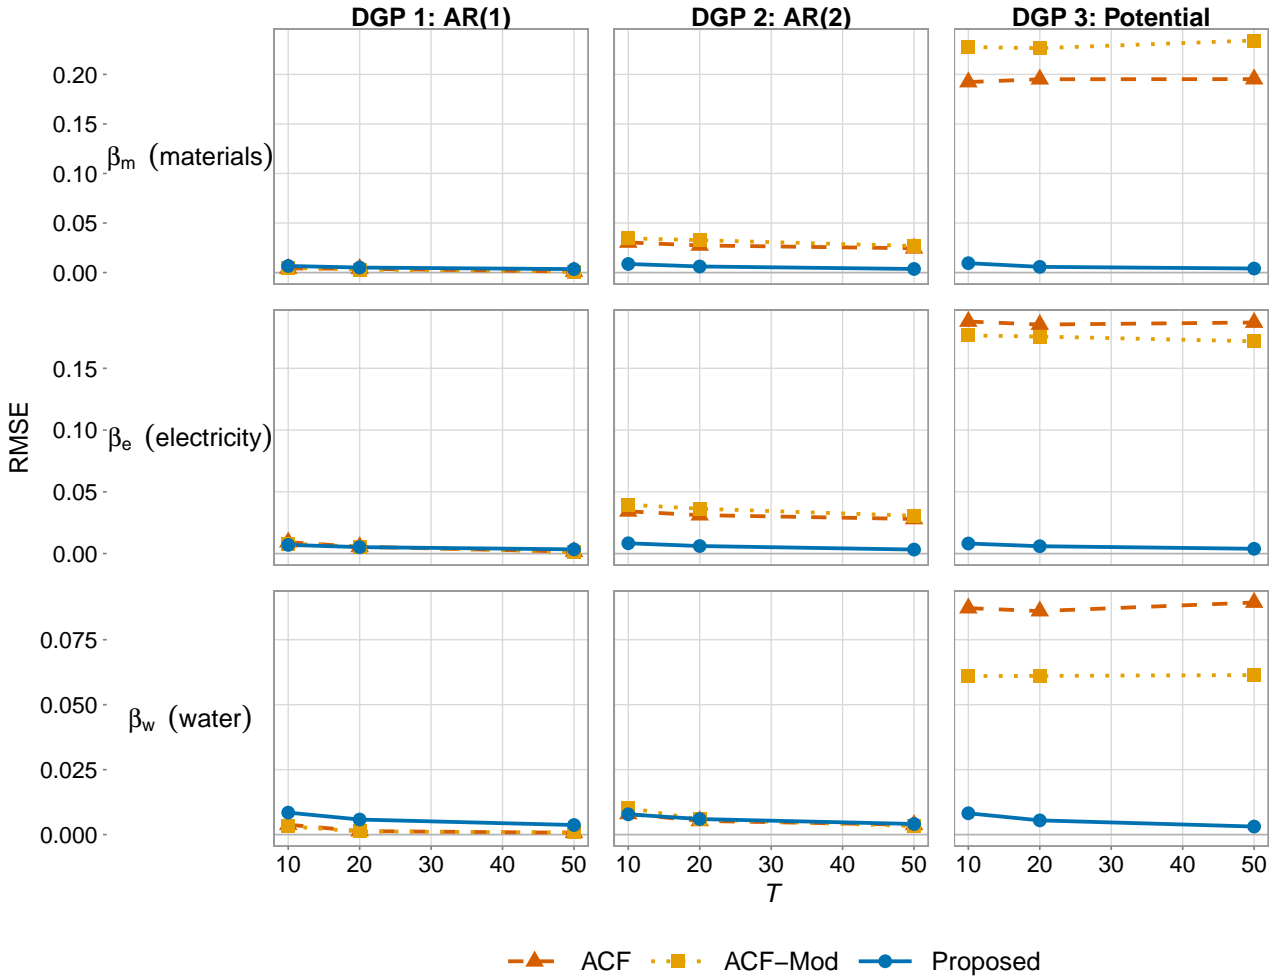 DGP 1: AR(1) DGP 2: AR(2) DGP 3: Potential
0.20
0.15
βm (materials)
0.10
0.05
0.00
0.15
0.10
βe (electricity)
0.05
0.00
RMSE
0.075
0.050
βw (water)
0.025
0.000
10 20 30 40 50 10 20 30 40 50 10 20 30 40 50
T
ACF ACF−Mod Proposed